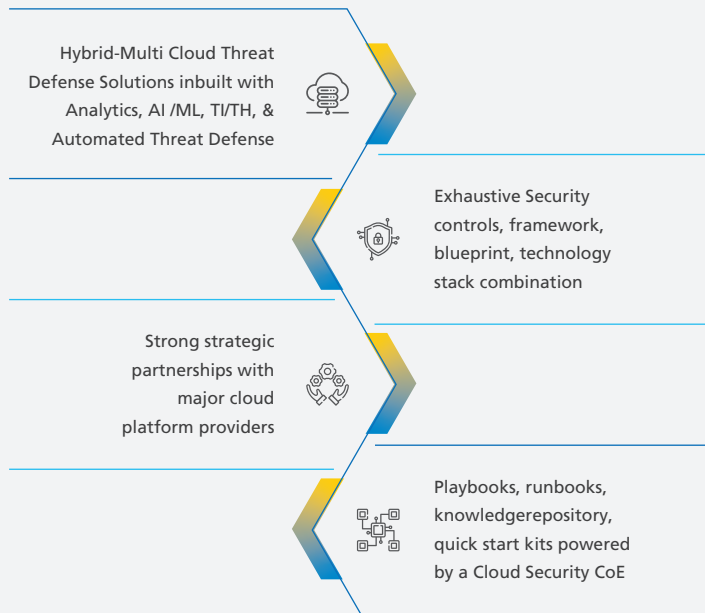 Hybrid-Multi Cloud Threat
Defense Solutions inbuilt with
Analytics, AI /ML, TI/TH, &
Automated Threat Defense
Exhaustive Security
controls, framework,
blueprint, technology
stack combination
Strong strategic
partnerships with
major cloud
platform providers
Playbooks, runbooks,
knowledgerepository,
quick start kits powered
by a Cloud Security CoE